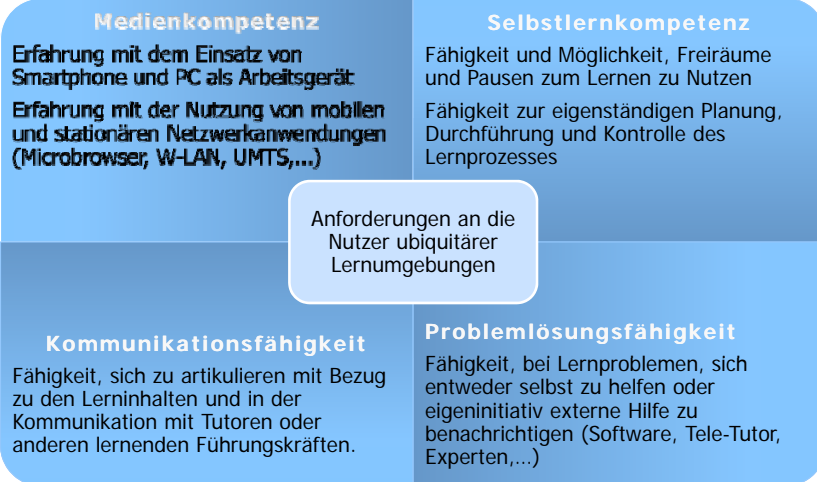 Medienkompetenz
Erfahrung mit dem Einsatz von
Smartphone und PC als Arbeitsgerät
Erfahrung mit der Nutzung von mobilen
und stationären Netzwerkanwendungen
(Microbrowser, W-LAN, UMTS,...)
Selbstlernkompetenz
Fähigkeit und Möglichkeit, Freiräume
und Pausen zum Lernen zu Nutzen
Fähigkeit zur eigenständigen Planung,
Durchführung und Kontrolle des
Lernprozesses
Anforderungen an die
Nutzer ubiquitärer
Lernumgebungen
Kommunikationsfähigkeit
Fähigkeit, sich zu artikulieren mit Bezug
zu den Lerninhalten und in der
Kommunikation mit Tutoren oder
anderen lernenden Führungskräften.
Problemlösungsfähigkeit
Fähigkeit, bei Lernproblemen, sich
entweder selbst zu helfen oder
eigeninitiativ externe Hilfe zu
benachrichtigen (Software, Tele-Tutor,
Experten,...)